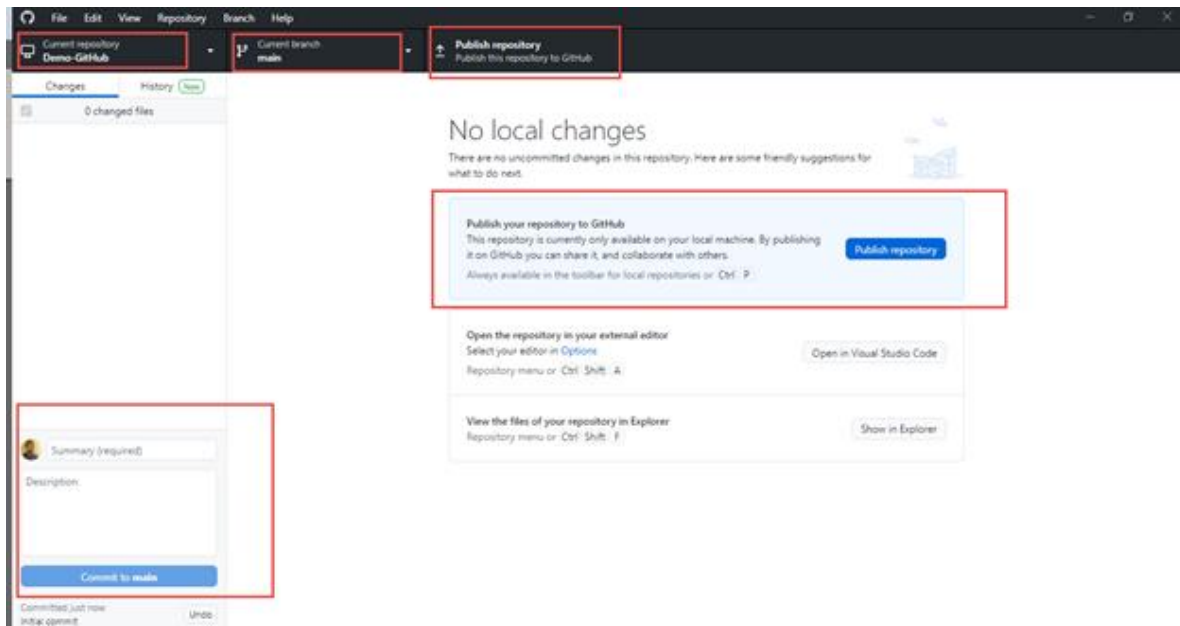 File Edit View Repository Branch Help
Current repository
Demo-GitHub
Current branch
main
Publish repository
Publish this repository to GitHub
Changes
History New
0 changed files
No local changes
There are no uncommitted changes in this repository. Here are some friendly suggestions for
what to do next.
Publish your repository to GitHub
This repository is currently only available on your local machine. By publishing
it on GitHub you can share it, and collaborate with others.
Always available in the toolbar for local repositories or Ctrl P
Publish repository
Open the repository in your external editor
Select your editor in Options
Repository menu or Ctrl Shift A
Open in Visual Studio Code
View the files of your repository in Explorer
Repository menu or Ctrl Shift F
Show in Explorer
Summary (required)
Description
Commit to main
Committed just now
Initial commit
Undo